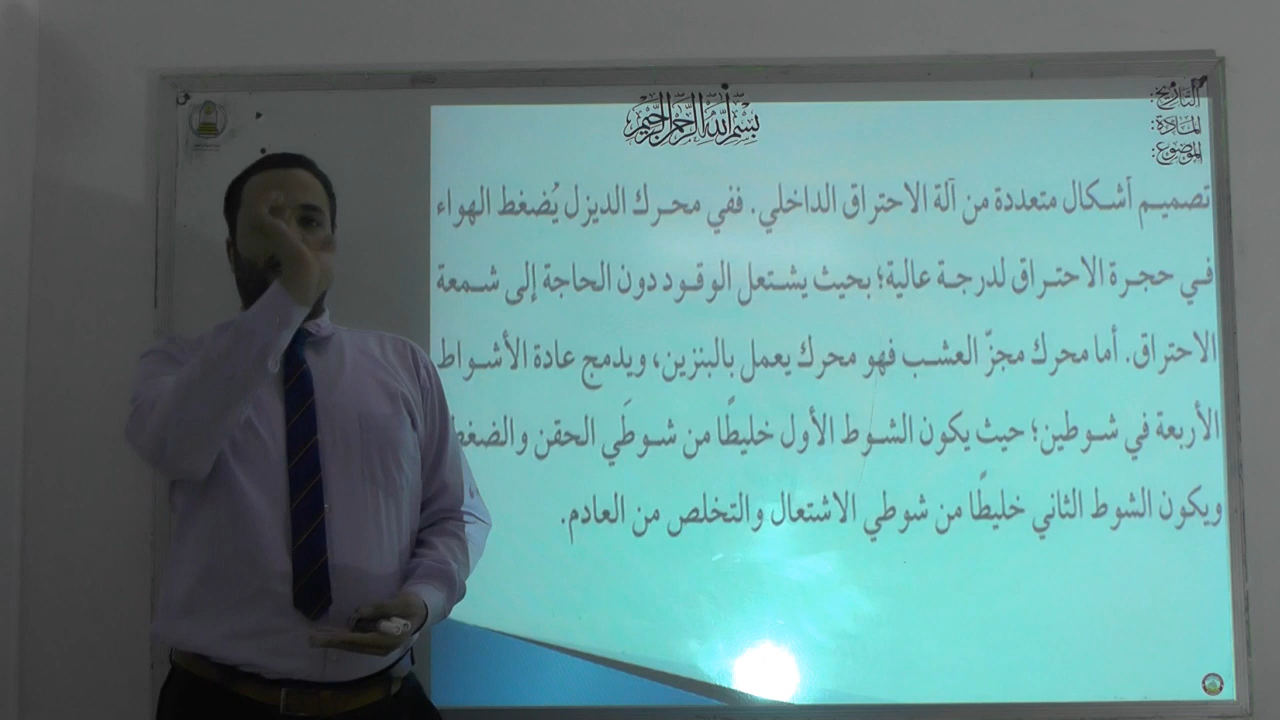 بسم الله الرحمن الرحيم
التاريخ:
المادة:
الموضوع:
تصميم أشكال متعددة من آلة الاحتراق الداخلي. ففي محرك الديزل يُضغط الهواء
في حجرة الاحتراق لدرجة عالية؛ بحيث يشتعل الوقود دون الحاجة إلى شمعة
الاحتراق. أما محرك مجزّ العشب فهو محرك يعمل بالبنزين، ويدمج عادة الأشواط
الأربعة في شوطين؛ حيث يكون الشوط الأول خليطًا من شوطَي الحقن والضغط
ويكون الشوط الثاني خليطًا من شوطي الاشتعال والتخلص من العادم.